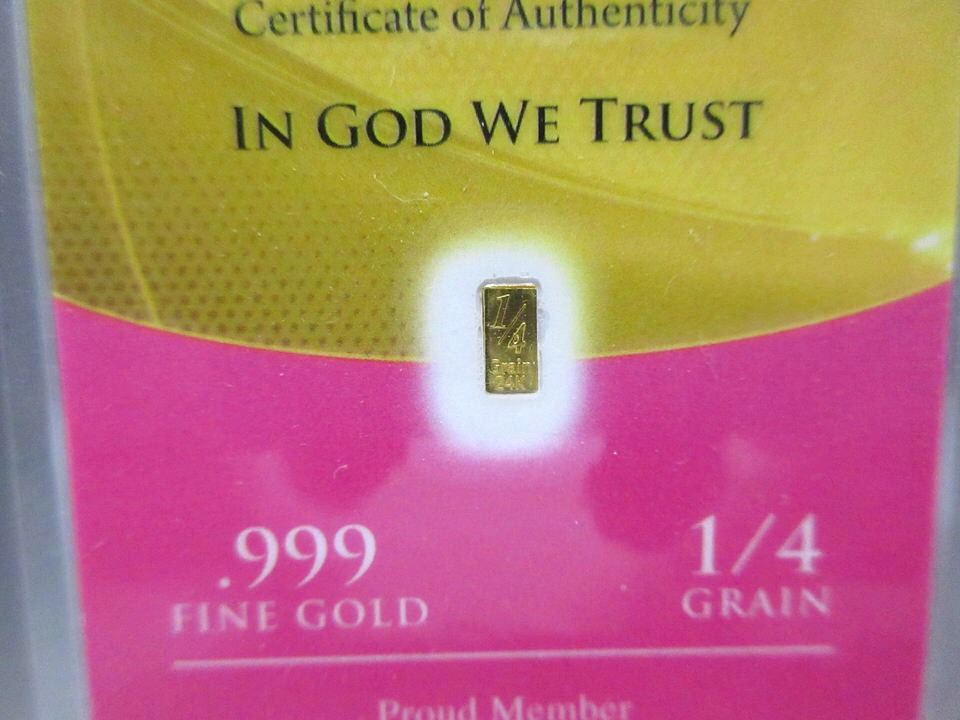 Certificate of Authenticity
IN GOD WE TRUST
1/4
Grain
24K
.999
FINE GOLD
1/4
GRAIN
Proud Member